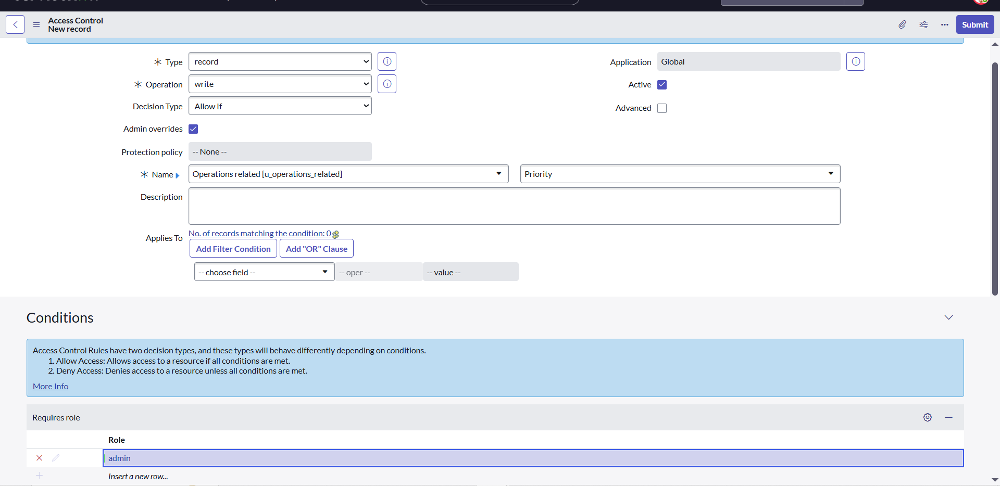 Access Control
New record
Submit
Type
record
Application
Global
Operation
write
Active
Decision Type
Allow If
Advanced
Admin overrides
Protection policy
-- None --
Name
Operations related [u_operations_related]
Priority
Description
Applies To
No. of records matching the condition: 0
Add Filter Condition
Add "OR" Clause
-- choose field --
-- oper --
-- value --
Conditions
Access Control Rules have two decision types, and these types will behave differently depending on conditions.
1. Allow Access: Allows access to a resource if all conditions are met.
2. Deny Access: Denies access to a resource unless all conditions are met.
More Info
Requires role
Role
admin
Insert a new row...